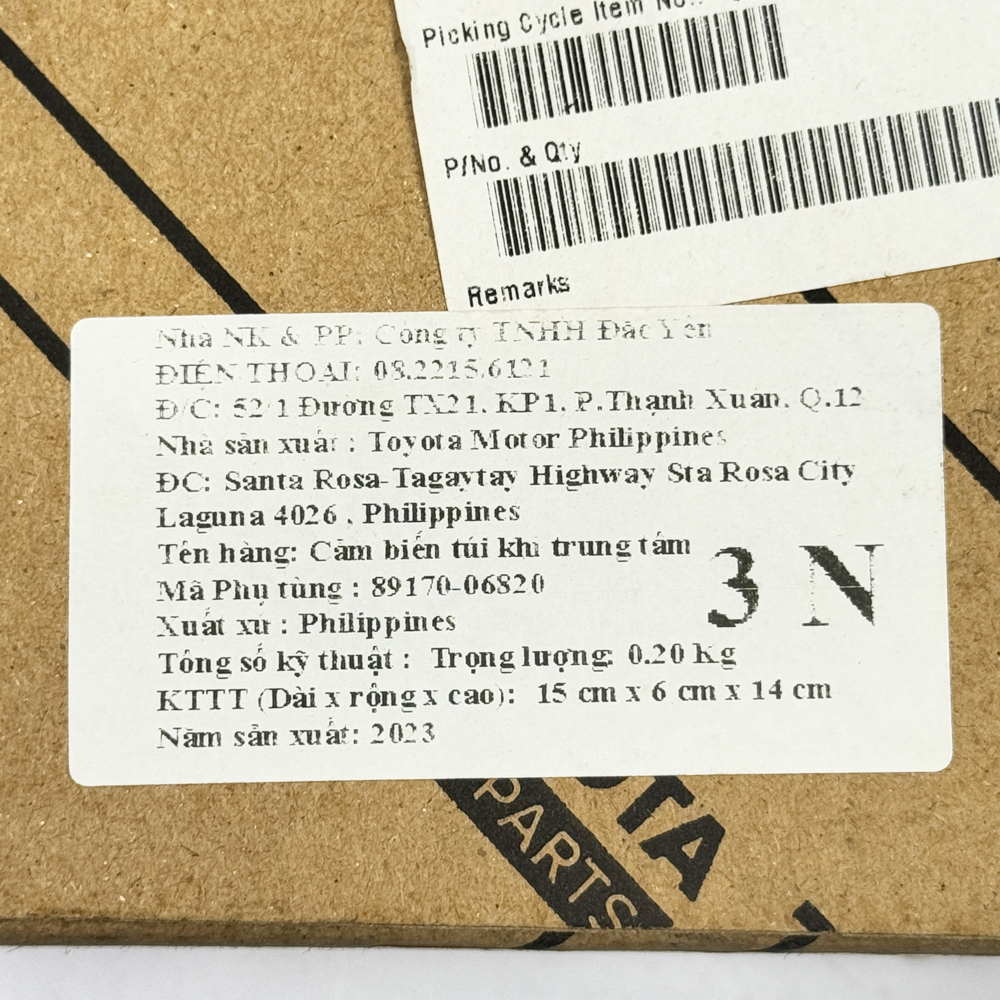 Picking Cycle Item No.:
P/No. & Qty
Remarks
Nhà NK & PP: Công ty TNHH Đắc Yến
ĐIỆN THOẠI: 08.2215.6121
Đ/C: 52/1 Đường TX21, KP1, P.Thạnh Xuân, Q.12
Nhà sản xuất : Toyota Motor Philippines
ĐC: Santa Rosa-Tagaytay Highway Sta Rosa City
Laguna 4026 , Philippines
Tên hàng: Cảm biến túi khí trung tâm
Mã Phụ tùng : 89170-06820
3 N
Xuất xứ : Philippines
Tổng số kỹ thuật : Trọng lượng: 0.20 Kg
KTTT (Dài x rộng x cao): 15 cm x 6 cm x 14 cm
Năm sản xuất: 2023
OTA
PARTS